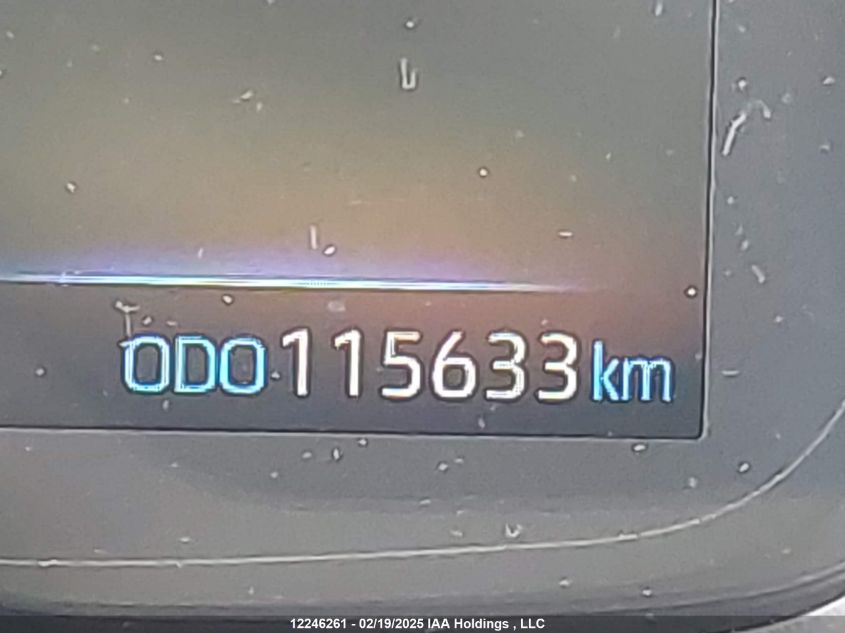 ODO 115633 km
12246261 - 02/19/2025 IAA Holdings , LLC